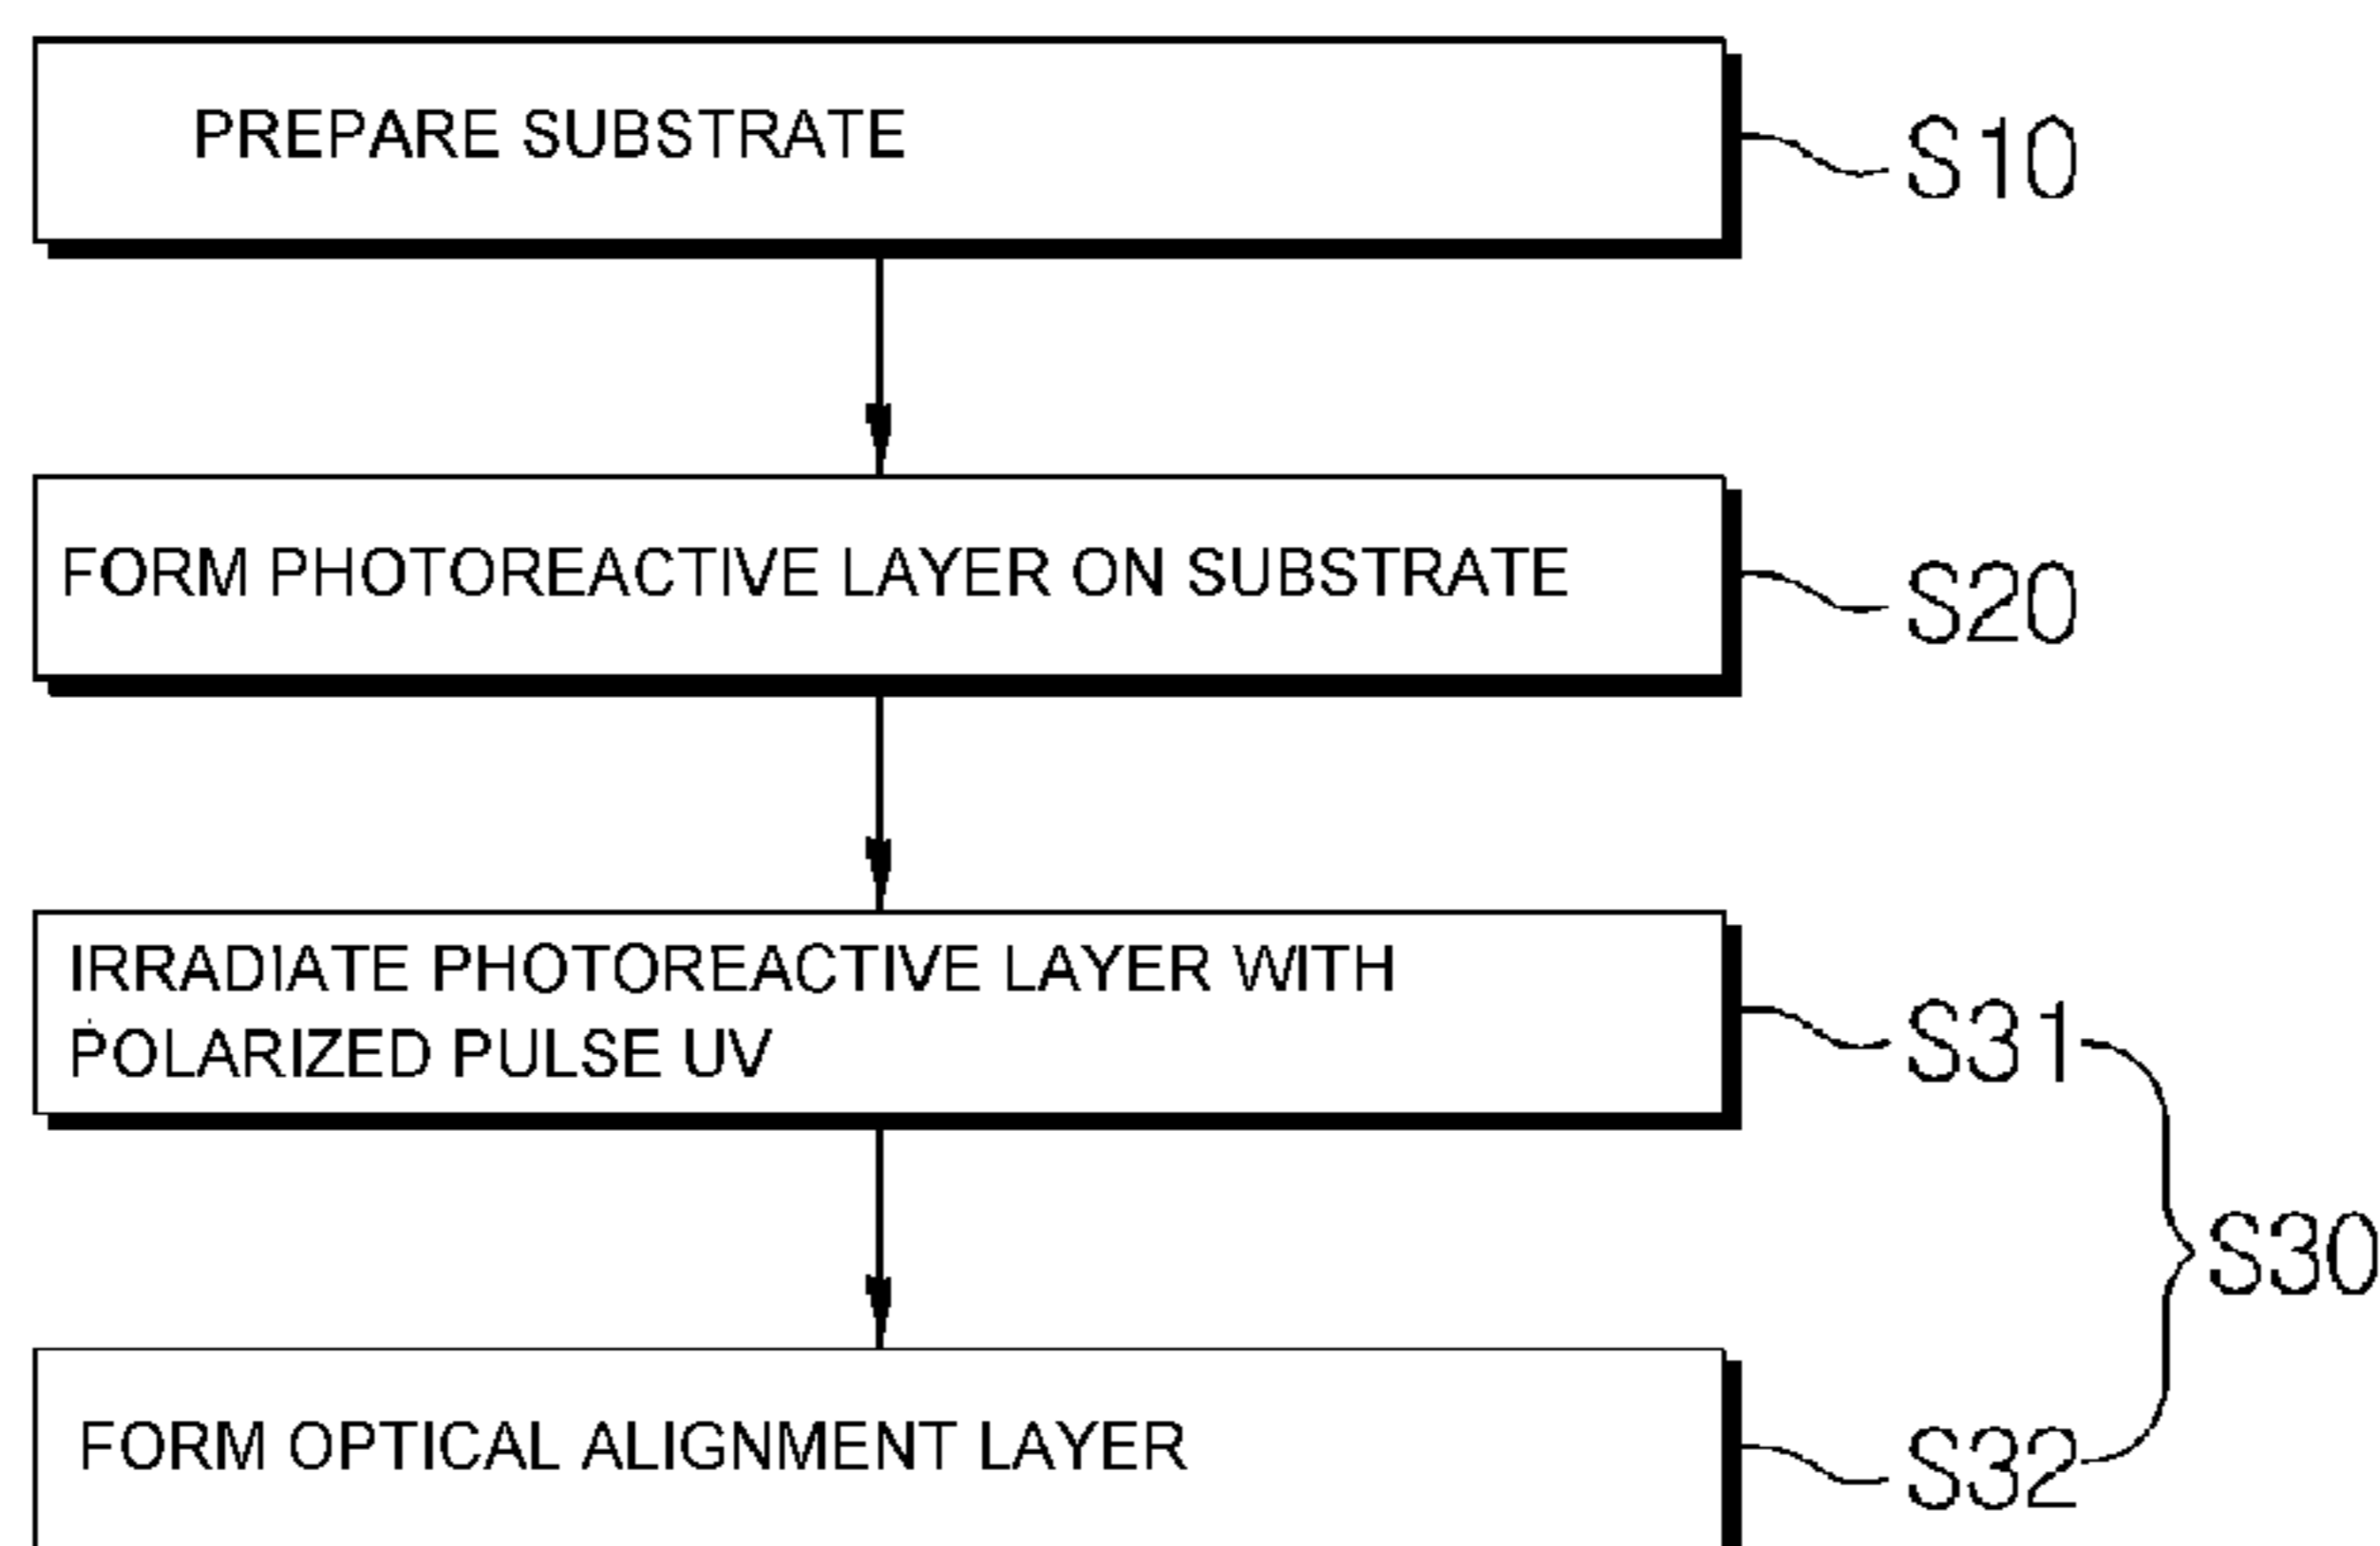 PREPARE SUBSTRATE
S10
FORM PHOTOREACTIVE LAYER ON SUBSTRATE
S20
IRRADIATE PHOTOREACTIVE LAYER WITH
POLARIZED PULSE UV
S31
S30
FORM OPTICAL ALIGNMENT LAYER
S32